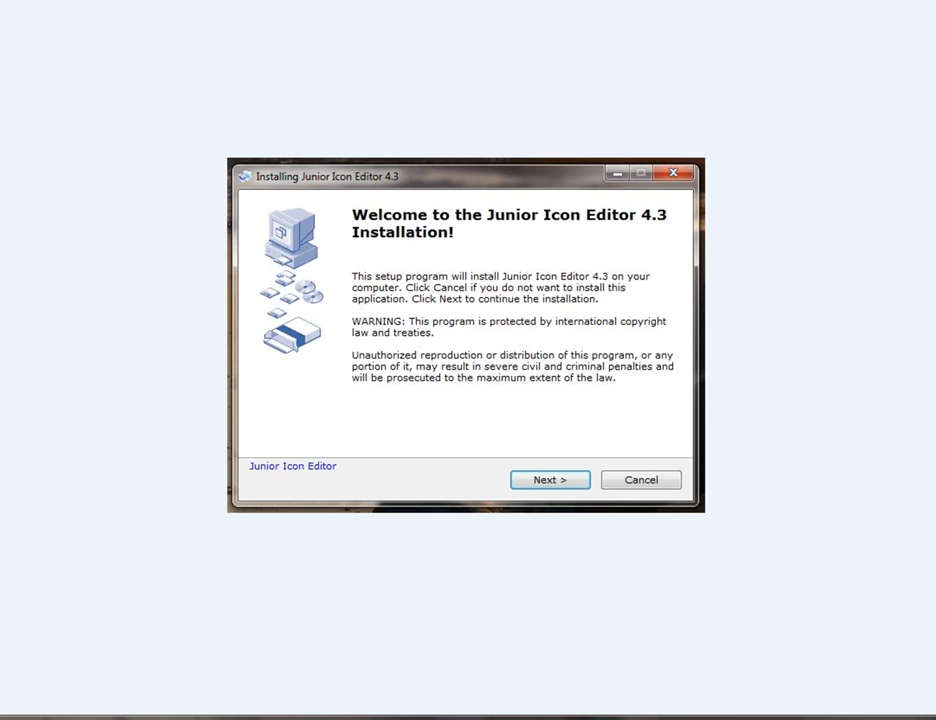 Installing Junior Icon Editor 4.3
Welcome to the Junior Icon Editor 4.3
Installation!
This setup program will install Junior Icon Editor 4.3 on your
computer. Click Cancel if you do not want to install this
application. Click Next to continue the installation.
WARNING: This program is protected by international copyright
law and treaties.
Unauthorized reproduction or distribution of this program, or any
portion of it, may result in severe civil and criminal penalties and
will be prosecuted to the maximum extent of the law.
Junior Icon Editor
Next >
Cancel